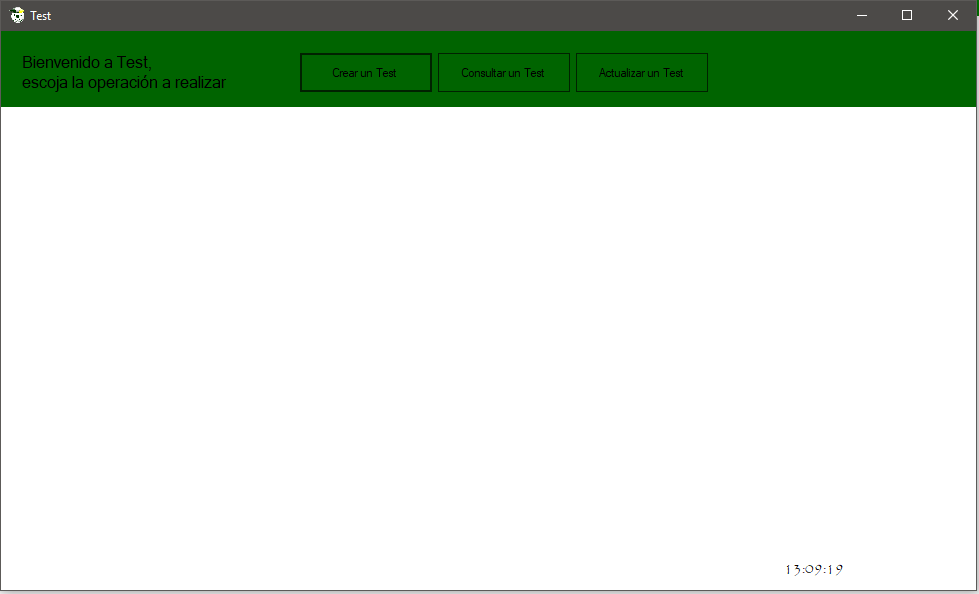 Test
Bienvenido a Test,
escoja la operación a realizar
Crear un Test
Consultar un Test
Actualizar un Test
13:09:19